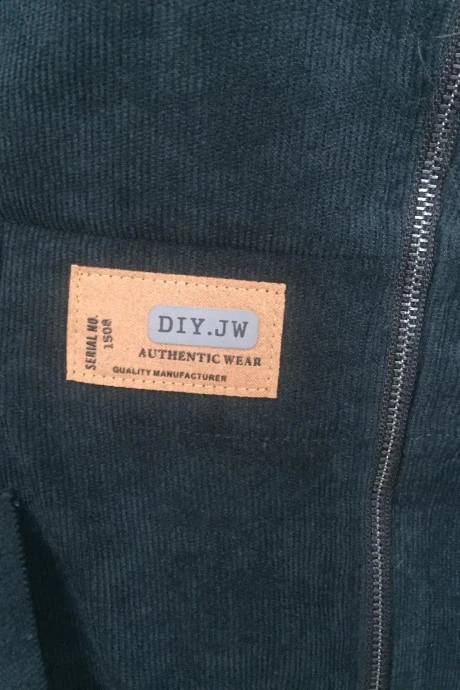 SERIAL NO.
1508
DIY.JW
AUTHENTIC WEAR
QUALITY MANUFACTURER